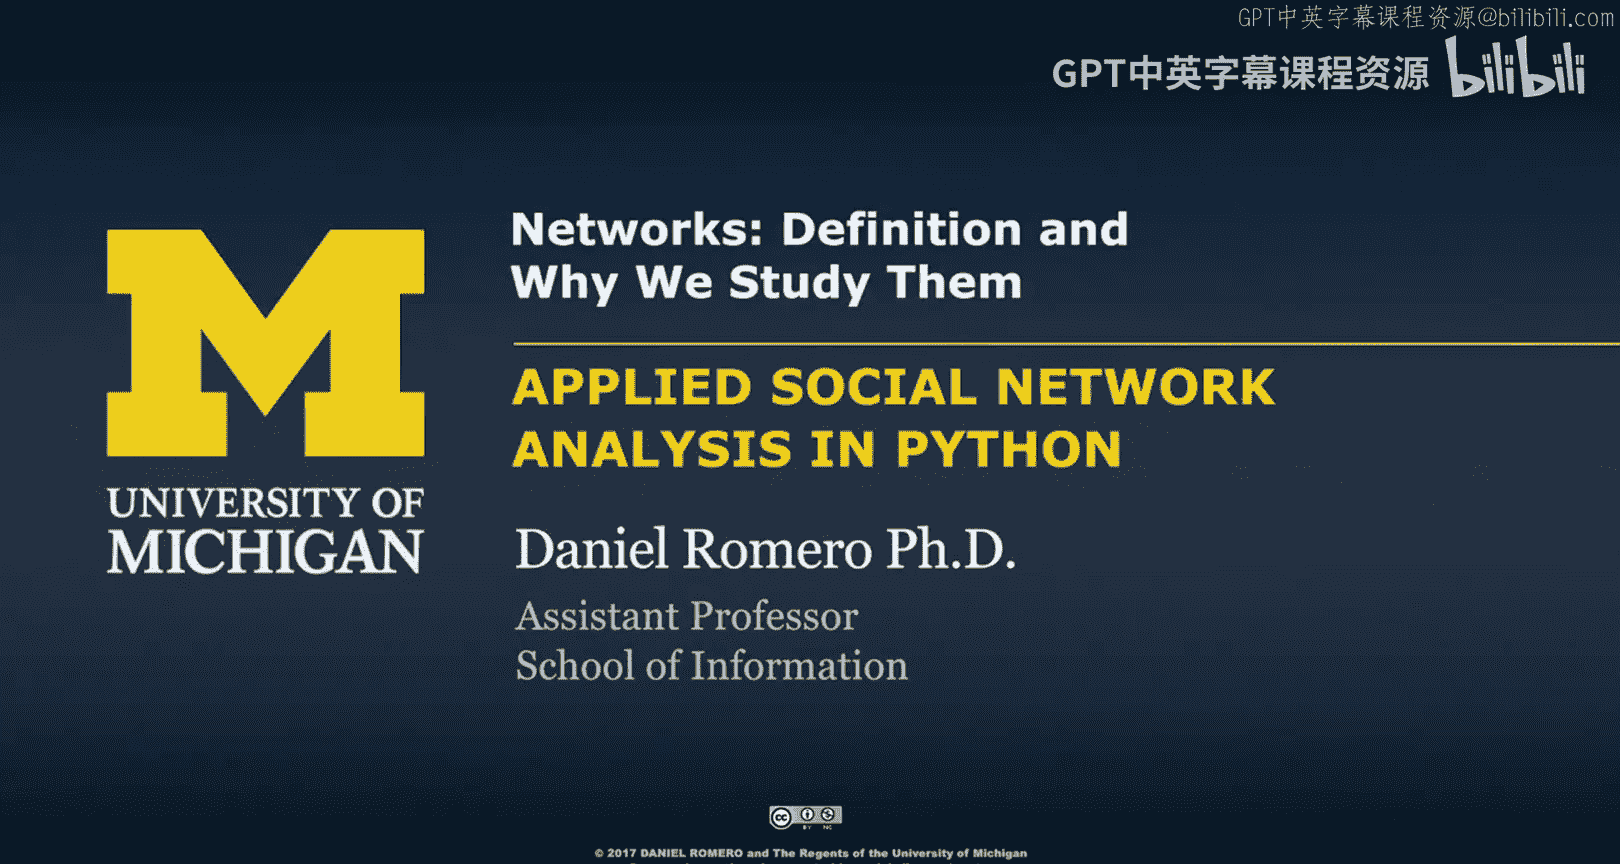 GPT中英字幕课程资源@bilibili.com
GPT中英字幕课程资源 bilibili
Networks: Definition and
Why We Study Them
APPLIED SOCIAL NETWORK
ANALYSIS IN PYTHON
M
UNIVERSITY OF
MICHIGAN
Daniel Romero Ph.D.
Assistant Professor
School of Information
cc
BY NC
© 2017 DANIEL ROMERO and The Regents of the University of Michigan